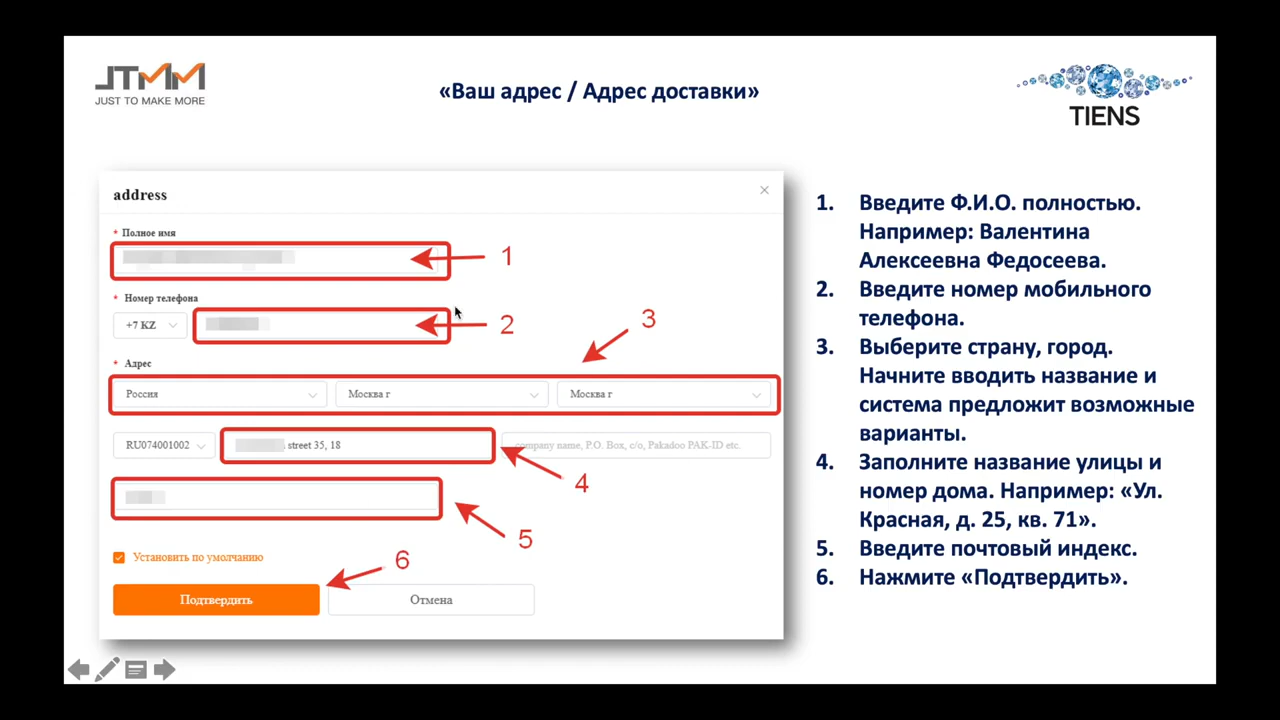 JTMM
JUST TO MAKE MORE
«Ваш адрес / Адрес доставки»
TIENS
address
* Полное имя
1
* Номер телефона
+7 KZ
2
3
* Адрес
Россия
Москва г
Москва г
RU074001002
street 35, 18
company name, P.O. Box, c/o, Pakadoo PAK-ID etc.
4
5
Установить по умолчанию
6
Подтвердить
Отмена
1. Введите Ф.И.О. полностью.
Например: Валентина
Алексеевна Федосеева.
2. Введите номер мобильного
телефона.
3. Выберите страну, город.
Начните вводить название и
система предложит возможные
варианты.
4. Заполните название улицы и
номер дома. Например: «Ул.
Красная, д. 25, кв. 71».
5. Введите почтовый индекс.
6. Нажмите «Подтвердить».